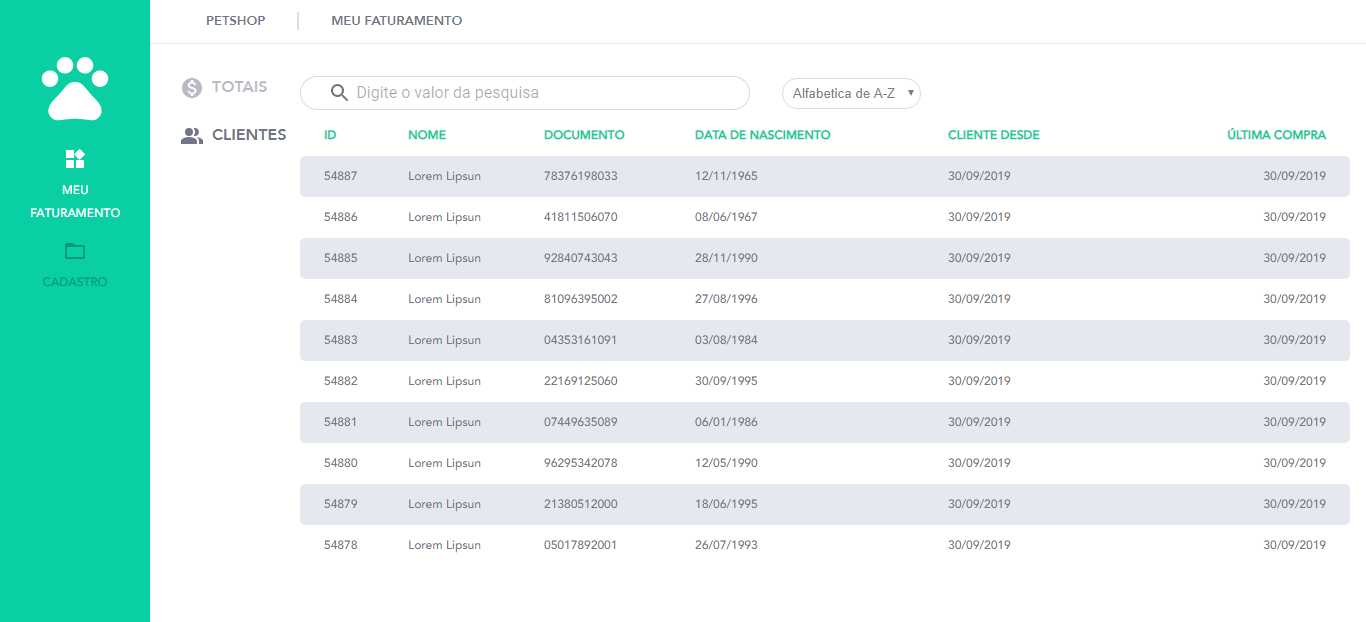 PETSHOP | MEU FATURAMENTO
MEU
FATURAMENTO
CADASTRO
TOTAIS
CLIENTES
Digite o valor da pesquisa
Alfabetica de A-Z
ID NOME DOCUMENTO DATA DE NASCIMENTO CLIENTE DESDE ÚLTIMA COMPRA
54887 Lorem Lipsun 78376198033 12/11/1965 30/09/2019 30/09/2019
54886 Lorem Lipsun 41811506070 08/06/1967 30/09/2019 30/09/2019
54885 Lorem Lipsun 92840743043 28/11/1990 30/09/2019 30/09/2019
54884 Lorem Lipsun 81096395002 27/08/1996 30/09/2019 30/09/2019
54883 Lorem Lipsun 04353161091 03/08/1984 30/09/2019 30/09/2019
54882 Lorem Lipsun 22169125060 30/09/1995 30/09/2019 30/09/2019
54881 Lorem Lipsun 07449635089 06/01/1986 30/09/2019 30/09/2019
54880 Lorem Lipsun 96295342078 12/05/1990 30/09/2019 30/09/2019
54879 Lorem Lipsun 21380512000 18/06/1995 30/09/2019 30/09/2019
54878 Lorem Lipsun 05017892001 26/07/1993 30/09/2019 30/09/2019